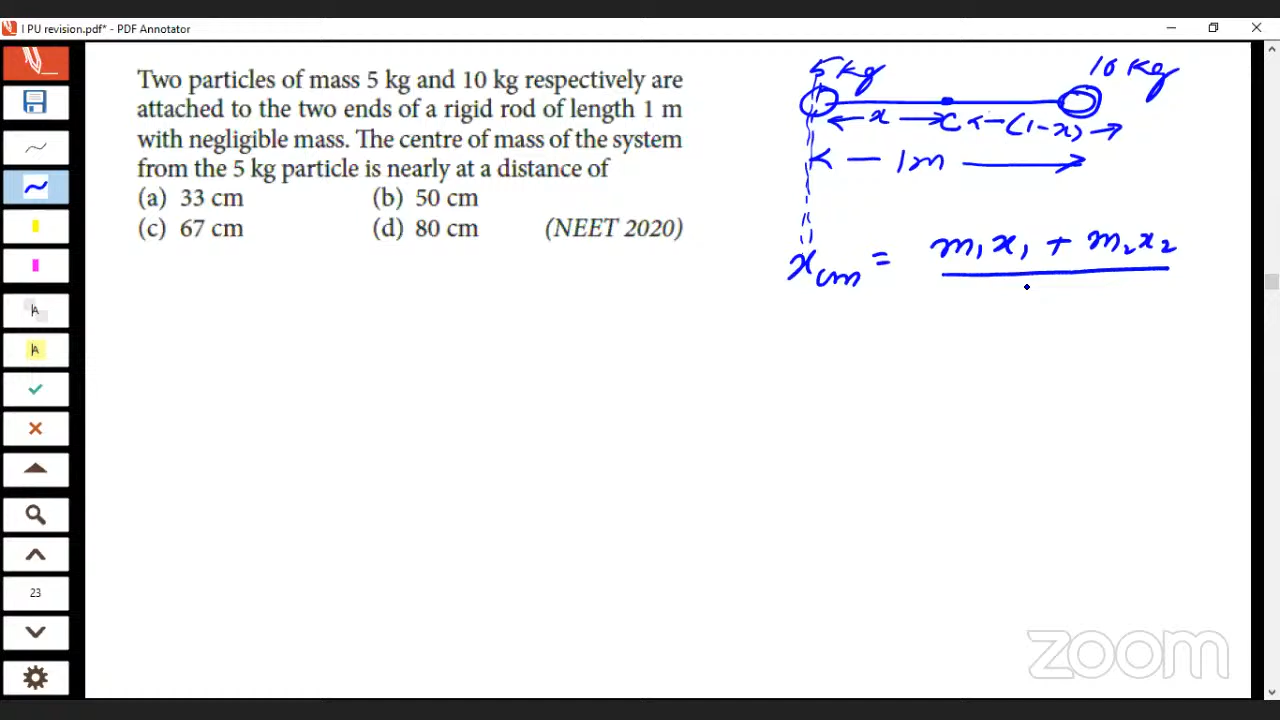 I PU revision.pdf* - PDF Annotator
Two particles of mass 5 kg and 10 kg respectively are
attached to the two ends of a rigid rod of length 1 m
with negligible mass. The centre of mass of the system
from the 5 kg particle is nearly at a distance of
(a) 33 cm (b) 50 cm
(c) 67 cm (d) 80 cm (NEET 2020)
5 kg 10 kg
x C (1-x)
1m
x_cm = m₁x₁ + m₂x₂
A
A
23
zoom